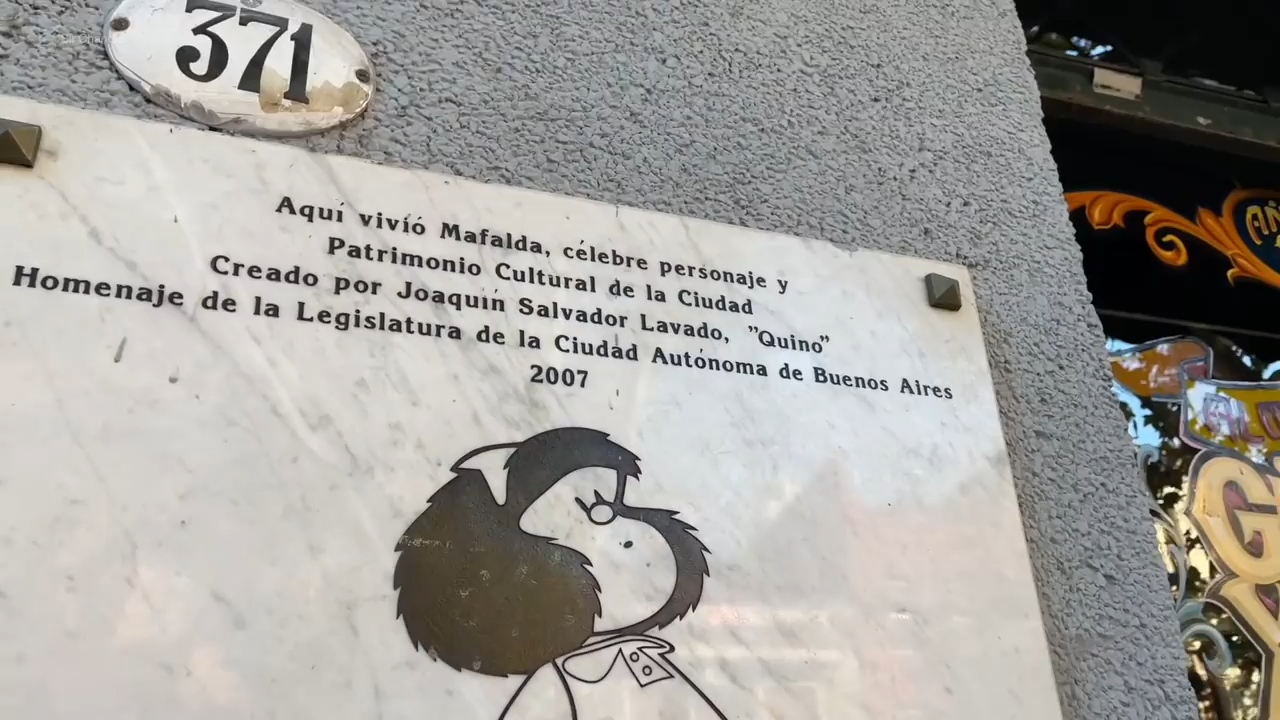 371
Aquí vivió Mafalda, célebre personaje y
Patrimonio Cultural de la Ciudad
Creado por Joaquín Salvador Lavado, "Quino"
Homenaje de la Legislatura de la Ciudad Autónoma de Buenos Aires
2007